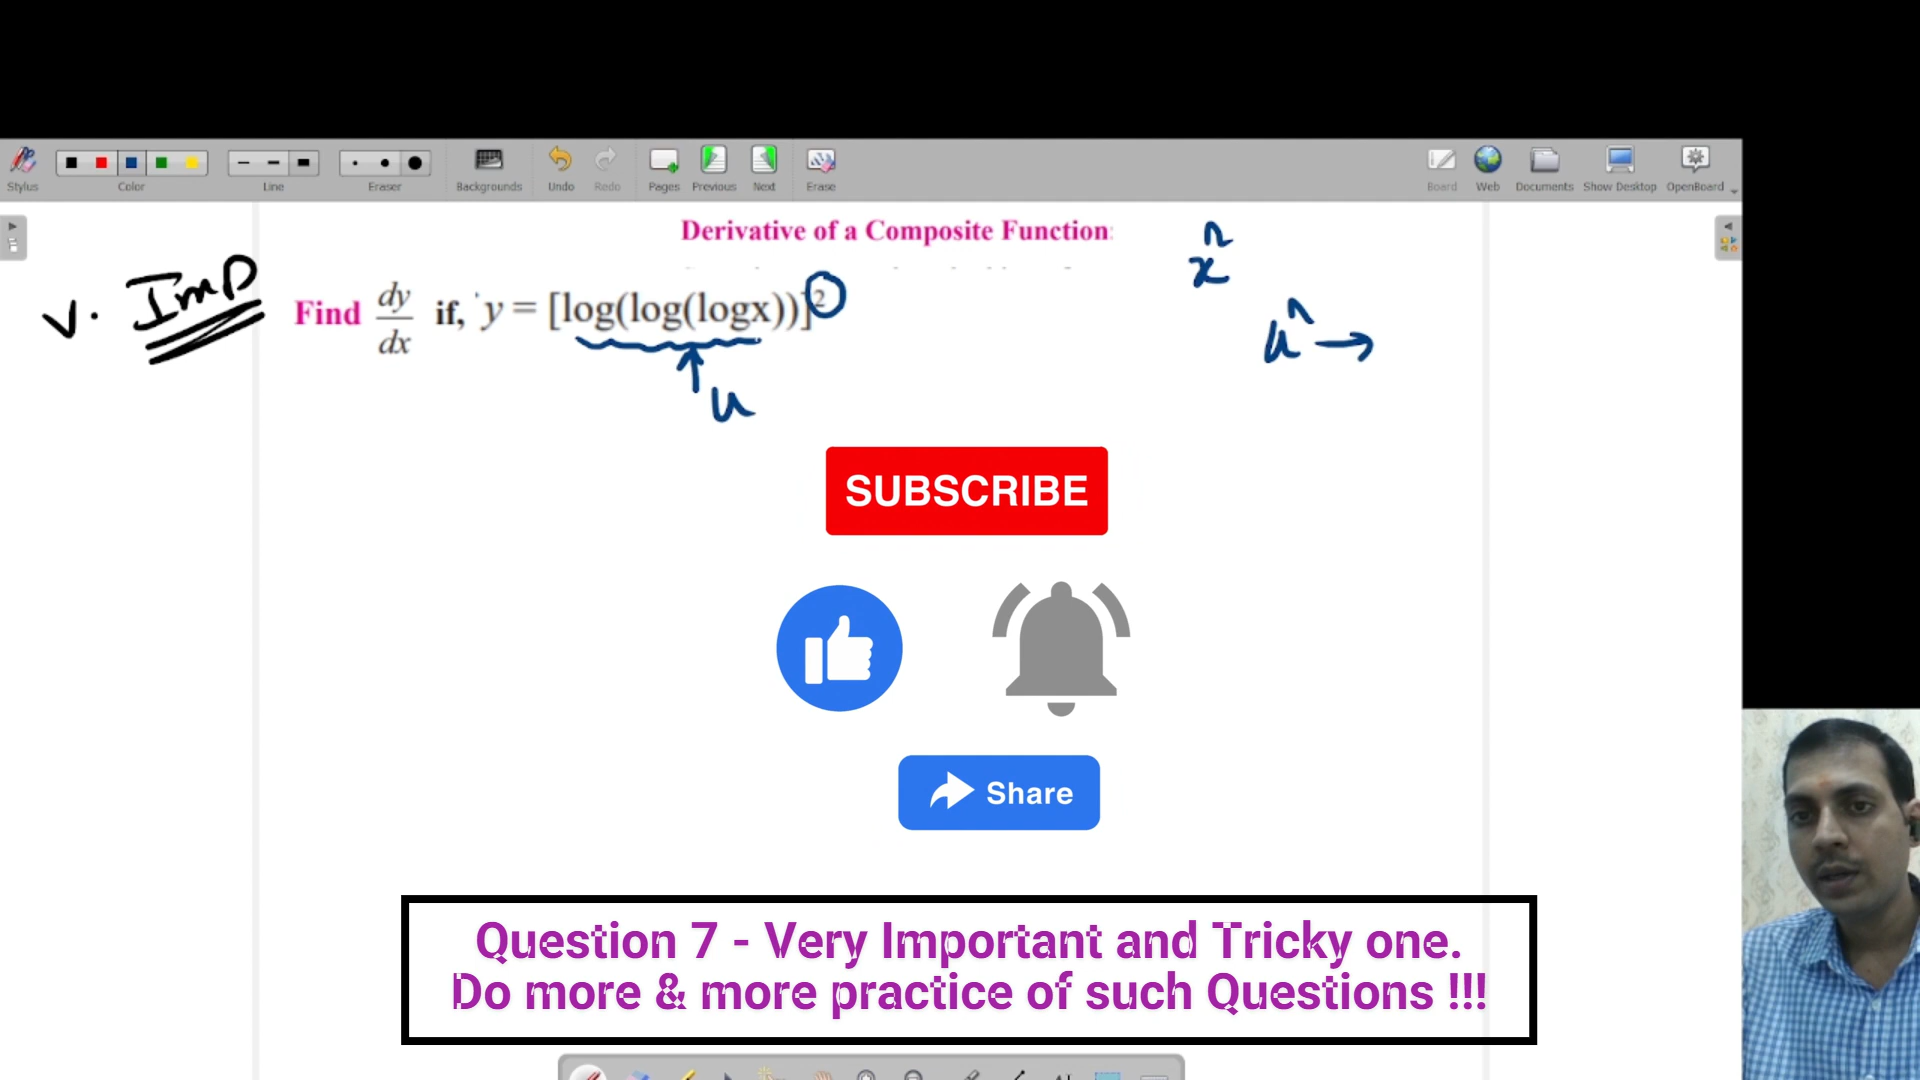 Stylus
Color
Line
Eraser
Backgrounds
Undo
Redo
Pages
Previous
Next
Erase
Board
Web
Documents
Show Desktop
OpenBoard
Derivative of a Composite Function:
xⁿ
V. Imp
Find dy/dx if, y = [log(log(logx))]²
uⁿ →
u
SUBSCRIBE
Share
Question 7 - Very Important and Tricky one.
Do more & more practice of such Questions !!!